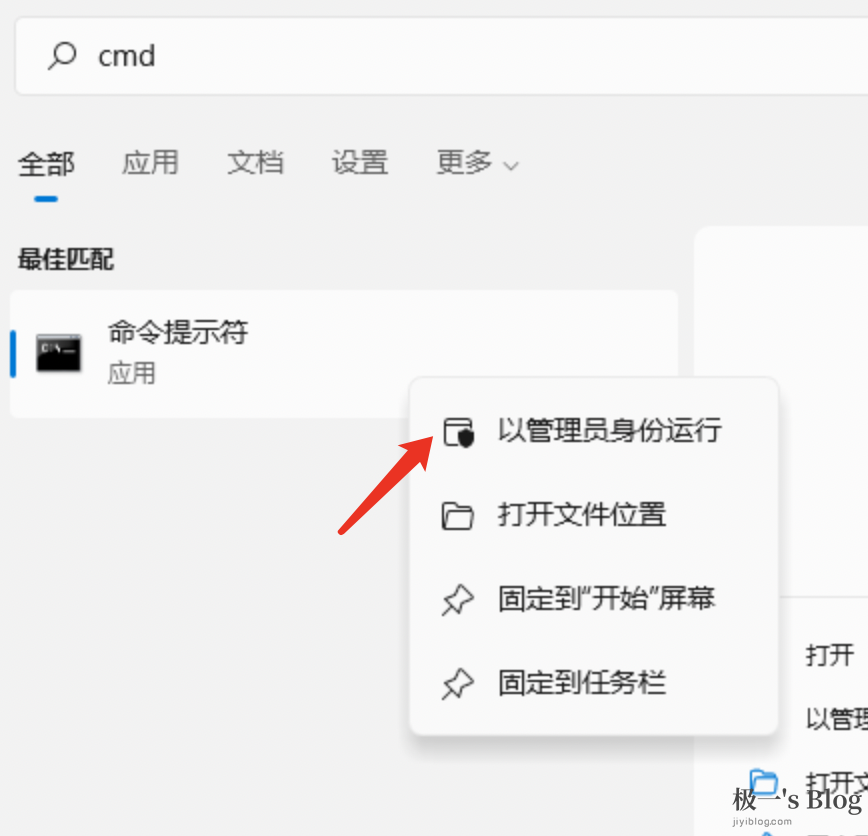 cmd
全部 应用 文档 设置 更多
最佳匹配
命令提示符
应用
以管理员身份运行
打开文件位置
固定到“开始”屏幕
固定到任务栏
打开
以管理
打开文
极一's Blog
jiyiblog.com